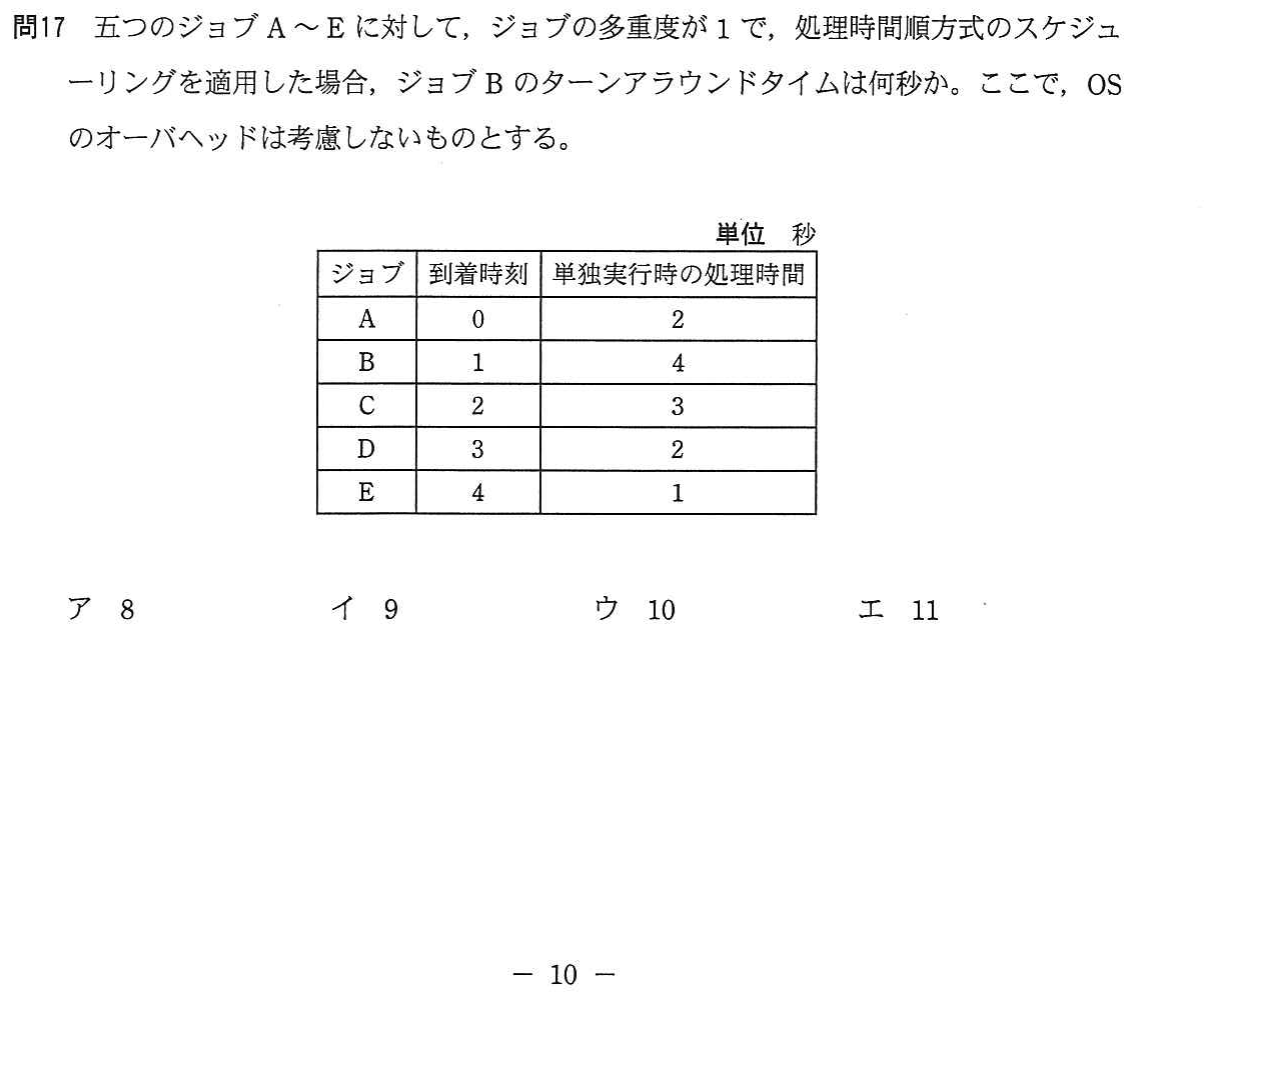 問17 五つのジョブ A～E に対して，ジョブの多重度が 1 で，処理時間順方式のスケジュ
ーリングを適用した場合，ジョブ B のターンアラウンドタイムは何秒か。ここで，OS
のオーバヘッドは考慮しないものとする。
単位 秒
ジョブ 到着時刻 単独実行時の処理時間
A 0 2
B 1 4
C 2 3
D 3 2
E 4 1
ア 8 イ 9 ウ 10 エ 11
－ 10 －